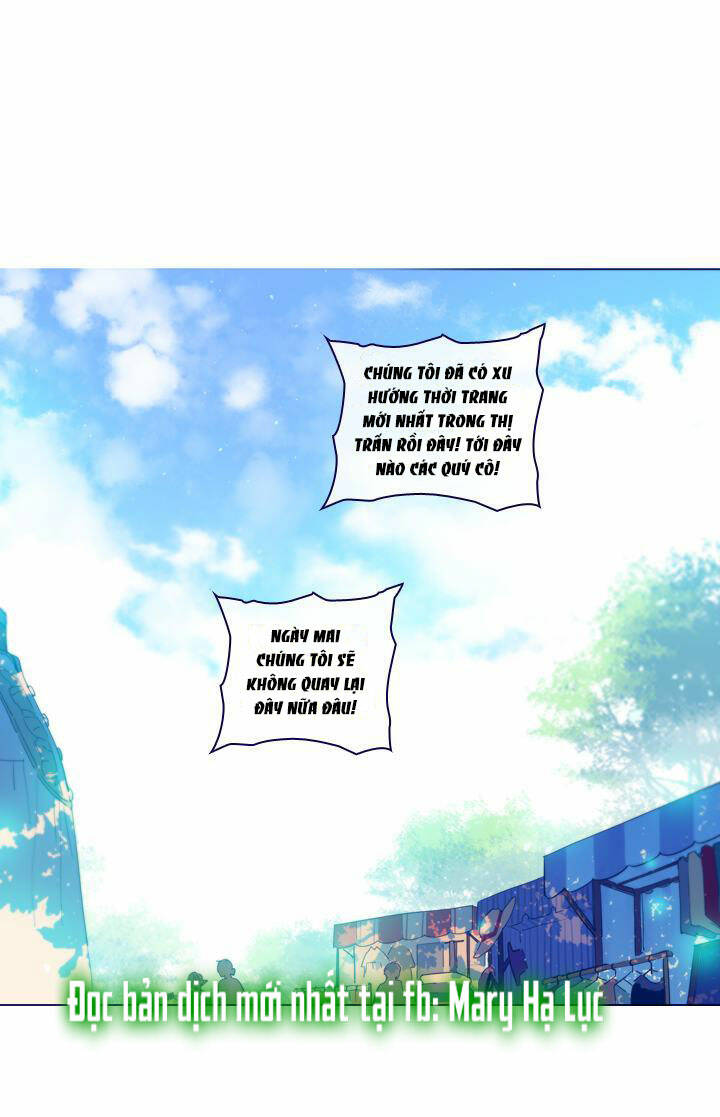 CHÚNG TÔI ĐÃ CÓ XU
HƯỚNG THỜI TRANG
MỚI NHẤT TRONG THỊ
TRẤN RỒI ĐÂY! TỚI ĐÂY
NÀO CÁC QUÝ CÔ!
NGÀY MAI
CHÚNG TÔI SẼ
KHÔNG QUAY LẠI
ĐÂY NỮA ĐÂU!
Đọc bản dịch mới nhất tại fb: Mary Hạ Lục